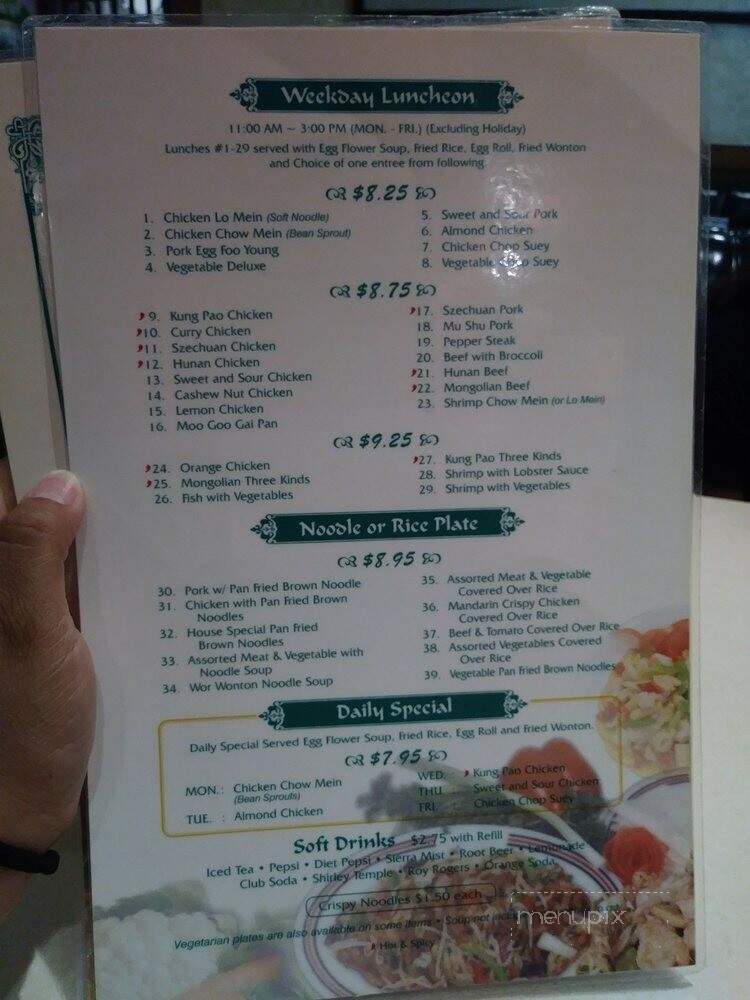 Weekday Luncheon
11:00 AM ~ 3:00 PM (MON. - FRI.) (Excluding Holiday)
Lunches #1-29 served with Egg Flower Soup, Fried Rice, Egg Roll, Fried Wonton
and Choice of one entree from following.
$8.25
1. Chicken Lo Mein (Soft Noodle)
2. Chicken Chow Mein (Bean Sprout)
3. Pork Egg Foo Young
4. Vegetable Deluxe
5. Sweet and Sour Pork
6. Almond Chicken
7. Chicken Chop Suey
8. Vegetable Chop Suey
$8.75
9. Kung Pao Chicken
10. Curry Chicken
11. Szechuan Chicken
12. Hunan Chicken
13. Sweet and Sour Chicken
14. Cashew Nut Chicken
15. Lemon Chicken
16. Moo Goo Gai Pan
17. Szechuan Pork
18. Mu Shu Pork
19. Pepper Steak
20. Beef with Broccoli
21. Hunan Beef
22. Mongolian Beef
23. Shrimp Chow Mein (or Lo Mein)
$9.25
24. Orange Chicken
25. Mongolian Three Kinds
26. Fish with Vegetables
27. Kung Pao Three Kinds
28. Shrimp with Lobster Sauce
29. Shrimp with Vegetables
Noodle or Rice Plate
$8.95
30. Pork w/ Pan Fried Brown Noodle
31. Chicken with Pan Fried Brown
Noodles
32. House Special Pan Fried
Brown Noodles
33. Assorted Meat & Vegetable with
Noodle Soup
34. Wor Wonton Noodle Soup
35. Assorted Meat & Vegetable
Covered Over Rice
36. Mandarin Crispy Chicken
Covered Over Rice
37. Beef & Tomato Covered Over Rice
38. Assorted Vegetables Covered
Over Rice
39. Vegetable Pan Fried Brown Noodles
Daily Special
Daily Special Served Egg Flower Soup, Fried Rice, Egg Roll and Fried Wonton.
$7.95
MON.: Chicken Chow Mein
(Bean Sprouts)
TUE. : Almond Chicken
WED. Kung Pao Chicken
THU. Sweet and Sour Chicken
FRI. : Chicken Chop Suey
Soft Drinks $2.75 with Refill
Iced Tea • Pepsi • Diet Pepsi • Sierra Mist • Root Beer • Lemonade
Club Soda • Shirley Temple • Roy Rogers • Orange Soda
Crispy Noodles $1.50 each
Vegetarian plates are also available on some items • Soup not
Hot & Spicy
menupix